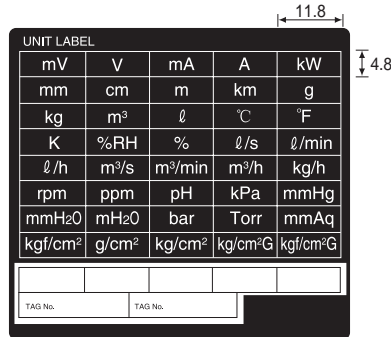 11.8
UNIT LABEL
mV V mA A kW
4.8
mm cm m km g
kg m³ ℓ ℃ °F
K %RH % ℓ/s ℓ/min
ℓ/h m³/s m³/min m³/h kg/h
rpm ppm pH kPa mmHg
mmH₂0 mH₂0 bar Torr mmAq
kgf/cm² g/cm² kg/cm² kg/cm²G kgf/cm²G
TAG No. TAG No.